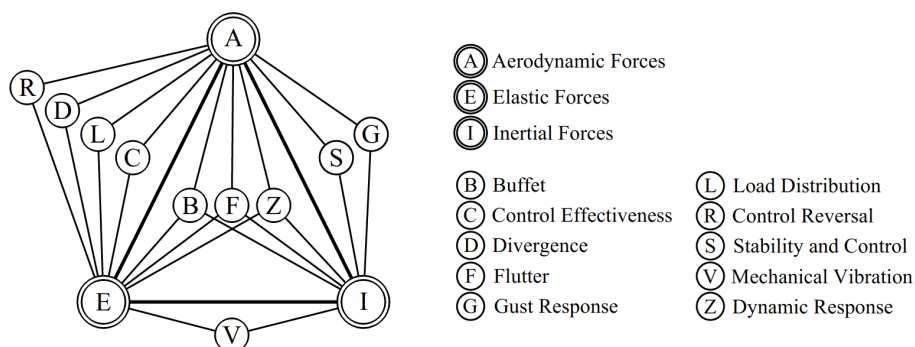 A
R
D
L
C
G
S
B
F
Z
E
I
V
A Aerodynamic Forces
E Elastic Forces
I Inertial Forces
B Buffet
C Control Effectiveness
D Divergence
F Flutter
G Gust Response
L Load Distribution
R Control Reversal
S Stability and Control
V Mechanical Vibration
Z Dynamic Response